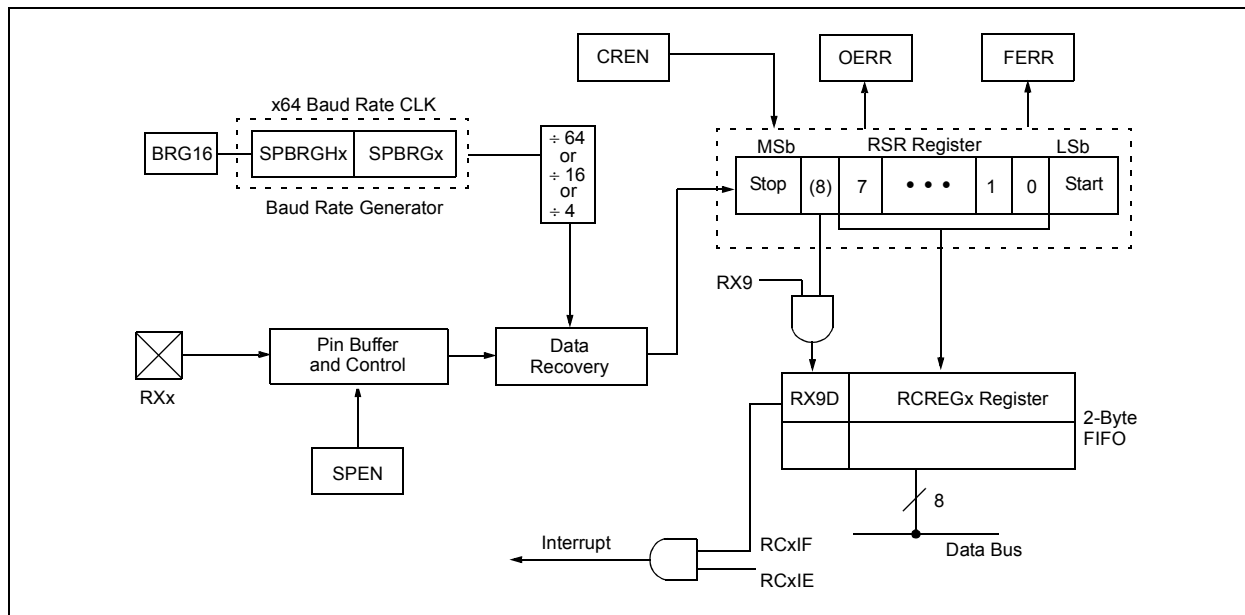 CREN
OERR
FERR
x64 Baud Rate CLK
BRG16
SPBRGHx
SPBRGx
Baud Rate Generator
÷ 64
or
÷ 16
or
÷ 4
MSb
RSR Register
LSb
Stop
(8)
7
• • •
1
0
Start
RX9
RXx
Pin Buffer
and Control
Data
Recovery
SPEN
RX9D
RCREGx Register
2-Byte
FIFO
8
Data Bus
Interrupt
RCxIF
RCxIE